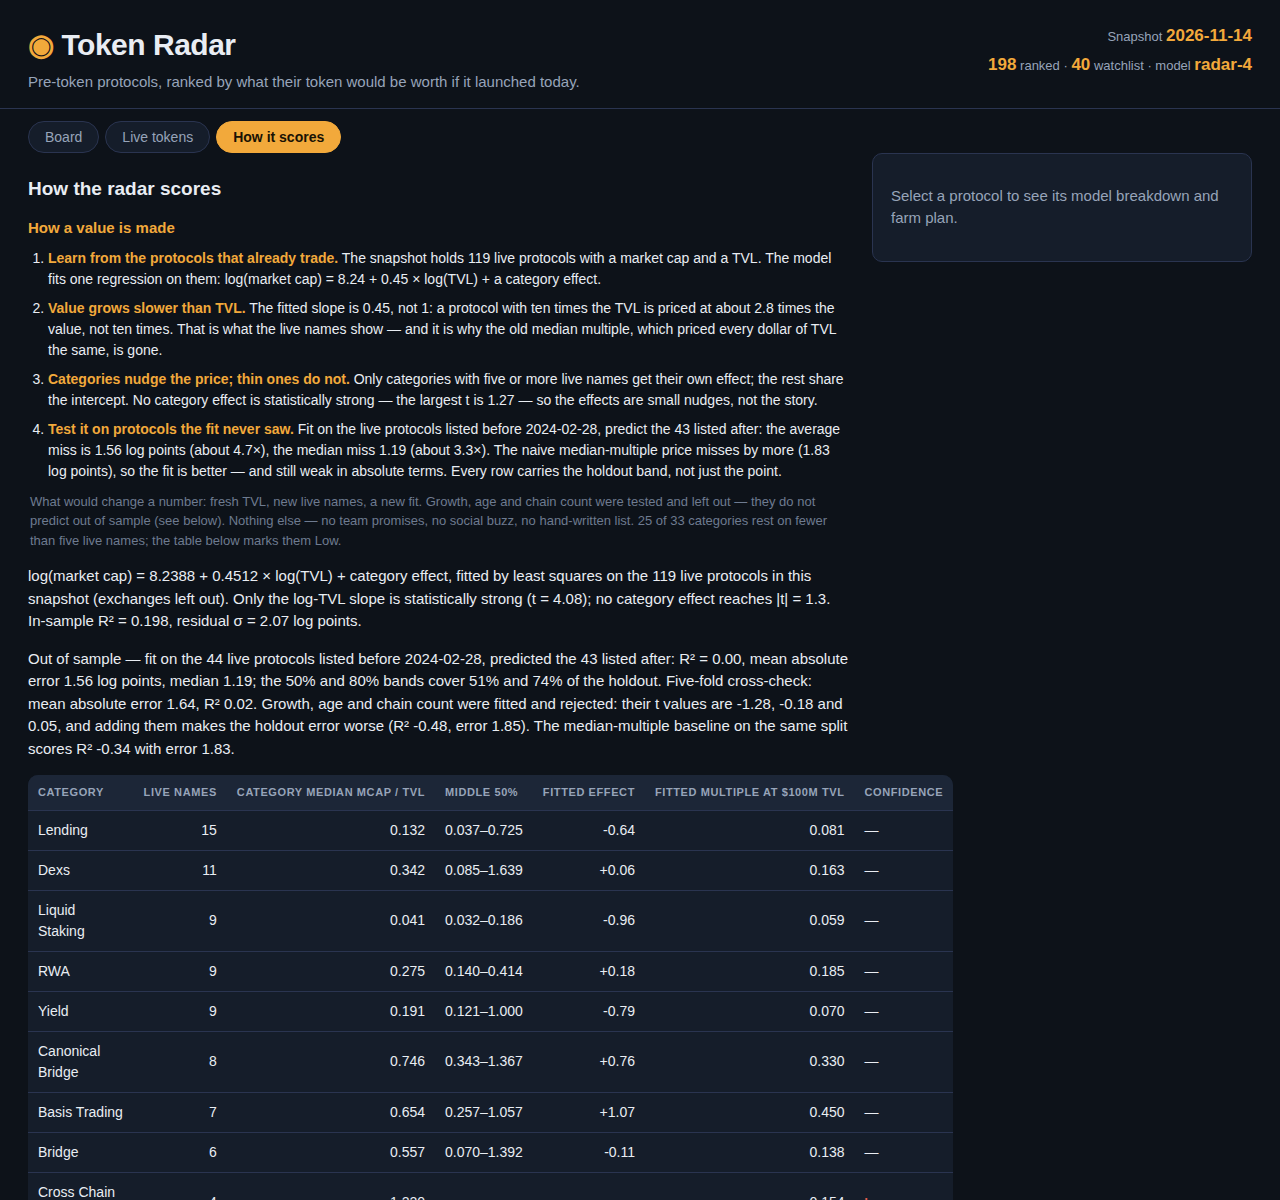 Token Radar
Pre-token protocols, ranked by what their token would be worth if it launched today.
Snapshot 2026-11-14
198 ranked · 40 watchlist · model radar-4
Board
Live tokens
How it scores
How the radar scores
How a value is made
1. Learn from the protocols that already trade. The snapshot holds 119 live protocols with a market cap and a TVL. The model
fits one regression on them: log(market cap) = 8.24 + 0.45 × log(TVL) + a category effect.
2. Value grows slower than TVL. The fitted slope is 0.45, not 1: a protocol with ten times the TVL is priced at about 2.8 times the
value, not ten times. That is what the live names show — and it is why the old median multiple, which priced every dollar of TVL
the same, is gone.
3. Categories nudge the price; thin ones do not. Only categories with five or more live names get their own effect; the rest share
the intercept. No category effect is statistically strong — the largest t is 1.27 — so the effects are small nudges, not the story.
4. Test it on protocols the fit never saw. Fit on the live protocols listed before 2024-02-28, predict the 43 listed after: the average
miss is 1.56 log points (about 4.7×), the median miss 1.19 (about 3.3×). The naive median-multiple price misses by more (1.83
log points), so the fit is better — and still weak in absolute terms. Every row carries the holdout band, not just the point.
What would change a number: fresh TVL, new live names, a new fit. Growth, age and chain count were tested and left out — they do not
predict out of sample (see below). Nothing else — no team promises, no social buzz, no hand-written list. 25 of 33 categories rest on fewer
than five live names; the table below marks them Low.
log(market cap) = 8.2388 + 0.4512 × log(TVL) + category effect, fitted by least squares on the 119 live protocols in this
snapshot (exchanges left out). Only the log-TVL slope is statistically strong (t = 4.08); no category effect reaches |t| = 1.3.
In-sample R² = 0.198, residual σ = 2.07 log points.
Out of sample — fit on the 44 live protocols listed before 2024-02-28, predicted the 43 listed after: R² = 0.00, mean absolute
error 1.56 log points, median 1.19; the 50% and 80% bands cover 51% and 74% of the holdout. Five-fold cross-check:
mean absolute error 1.64, R² 0.02. Growth, age and chain count were fitted and rejected: their t values are -1.28, -0.18 and
0.05, and adding them makes the holdout error worse (R² -0.48, error 1.85). The median-multiple baseline on the same split
scores R² -0.34 with error 1.83.
Select a protocol to see its model breakdown and
farm plan.
CATEGORY LIVE NAMES CATEGORY MEDIAN MCAP / TVL MIDDLE 50% FITTED EFFECT FITTED MULTIPLE AT $100M TVL CONFIDENCE
Lending 15 0.132 0.037–0.725 -0.64 0.081 —
Dexs 11 0.342 0.085–1.639 +0.06 0.163 —
Liquid
Staking 9 0.041 0.032–0.186 -0.96 0.059 —
RWA 9 0.275 0.140–0.414 +0.18 0.185 —
Yield 9 0.191 0.121–1.000 -0.79 0.070 —
Canonical
Bridge 8 0.746 0.343–1.367 +0.76 0.330 —
Basis Trading 7 0.654 0.257–1.057 +1.07 0.450 —
Bridge 6 0.557 0.070–1.392 -0.11 0.138 —
Cross Chain